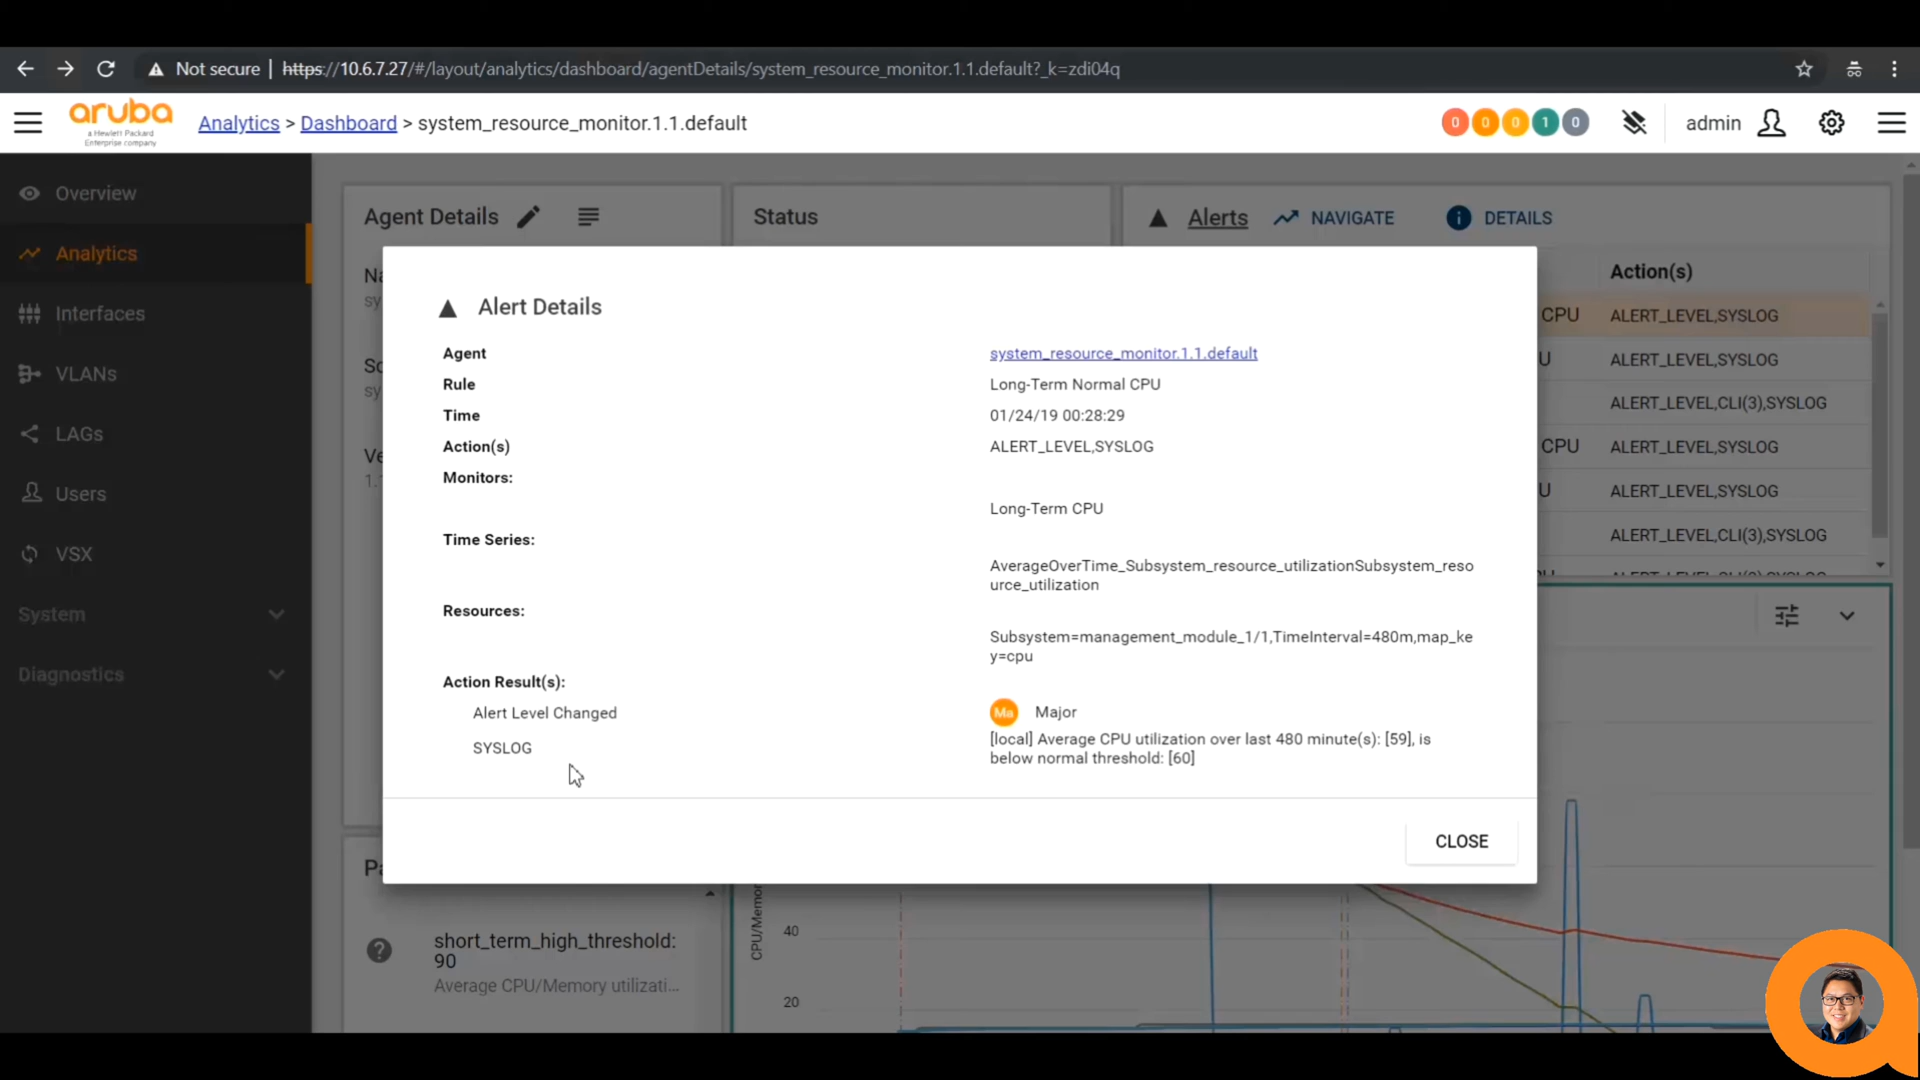 Not secure | https://10.6.7.27/#/layout/analytics/dashboard/agentDetails/system_resource_monitor.1.1.default?_k=zdi04q
aruba
a Hewlett Packard
Enterprise company
Analytics > Dashboard > system_resource_monitor.1.1.default
0 0 0 1 0
admin
Overview
Analytics
Interfaces
VLANs
LAGs
Users
VSX
System
Diagnostics
Agent Details
Status
Alerts
NAVIGATE
DETAILS
Action(s)
CPU ALERT_LEVEL,SYSLOG
ALERT_LEVEL,SYSLOG
ALERT_LEVEL,CLI(3),SYSLOG
CPU ALERT_LEVEL,SYSLOG
ALERT_LEVEL,SYSLOG
ALERT_LEVEL,CLI(3),SYSLOG
Alert Details
Agent system_resource_monitor.1.1.default
Rule Long-Term Normal CPU
Time 01/24/19 00:28:29
Action(s) ALERT_LEVEL,SYSLOG
Monitors:
Long-Term CPU
Time Series:
AverageOverTime_Subsystem_resource_utilizationSubsystem_reso
urce_utilization
Resources:
Subsystem=management_module_1/1,TimeInterval=480m,map_ke
y=cpu
Action Result(s):
Alert Level Changed Ma Major
SYSLOG [local] Average CPU utilization over last 480 minute(s): [59], is
below normal threshold: [60]
CLOSE
short_term_high_threshold:
90
Average CPU/Memory utilizati...
CPU/Memor
40
20